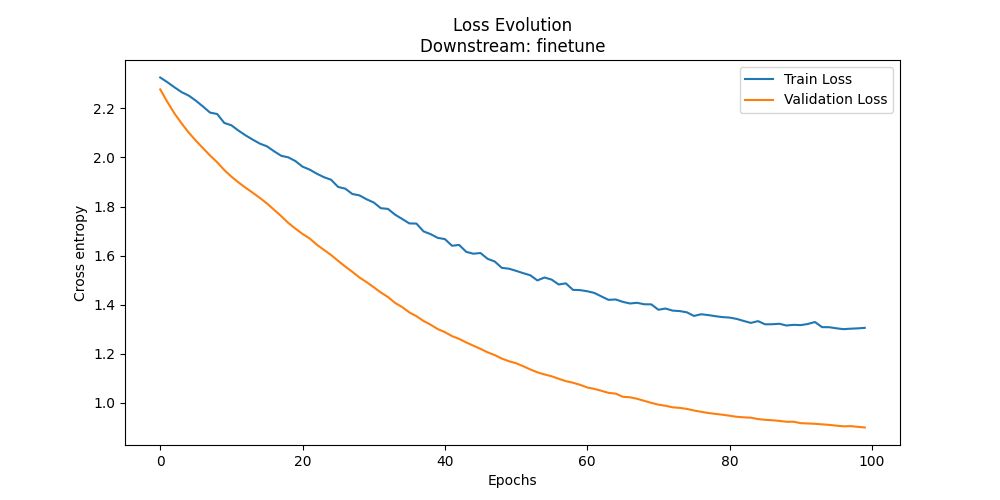 Loss Evolution
Downstream: finetune
Train Loss
Validation Loss
Cross entropy
2.2
2.0
1.8
1.6
1.4
1.2
1.0
0
20
40
60
80
100
Epochs